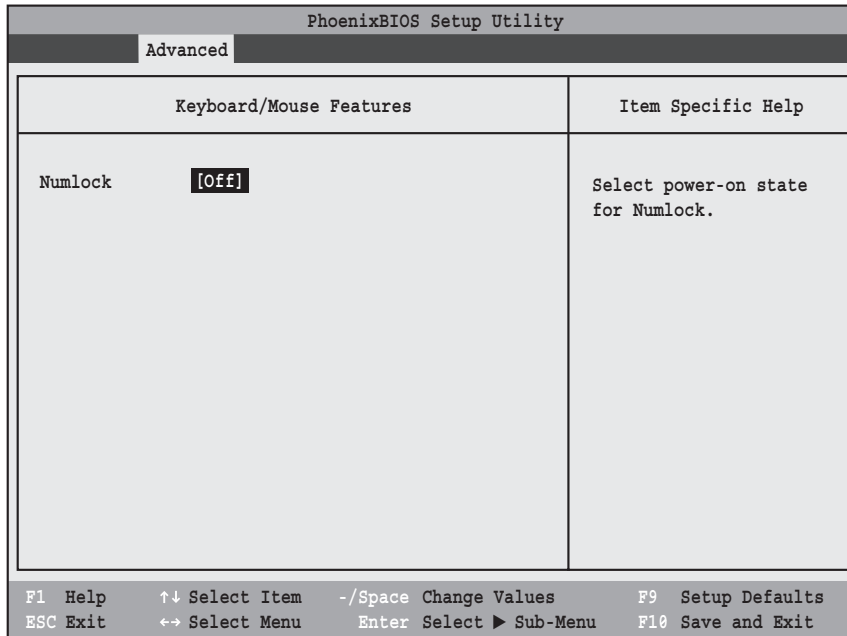 PhoenixBIOS Setup Utility
Advanced
Keyboard/Mouse Features
Item Specific Help
Numlock [Off]
Select power-on state
for Numlock.
F1 Help ↑↓ Select Item -/Space Change Values F9 Setup Defaults
ESC Exit ←→ Select Menu Enter Select ▶ Sub-Menu F10 Save and Exit